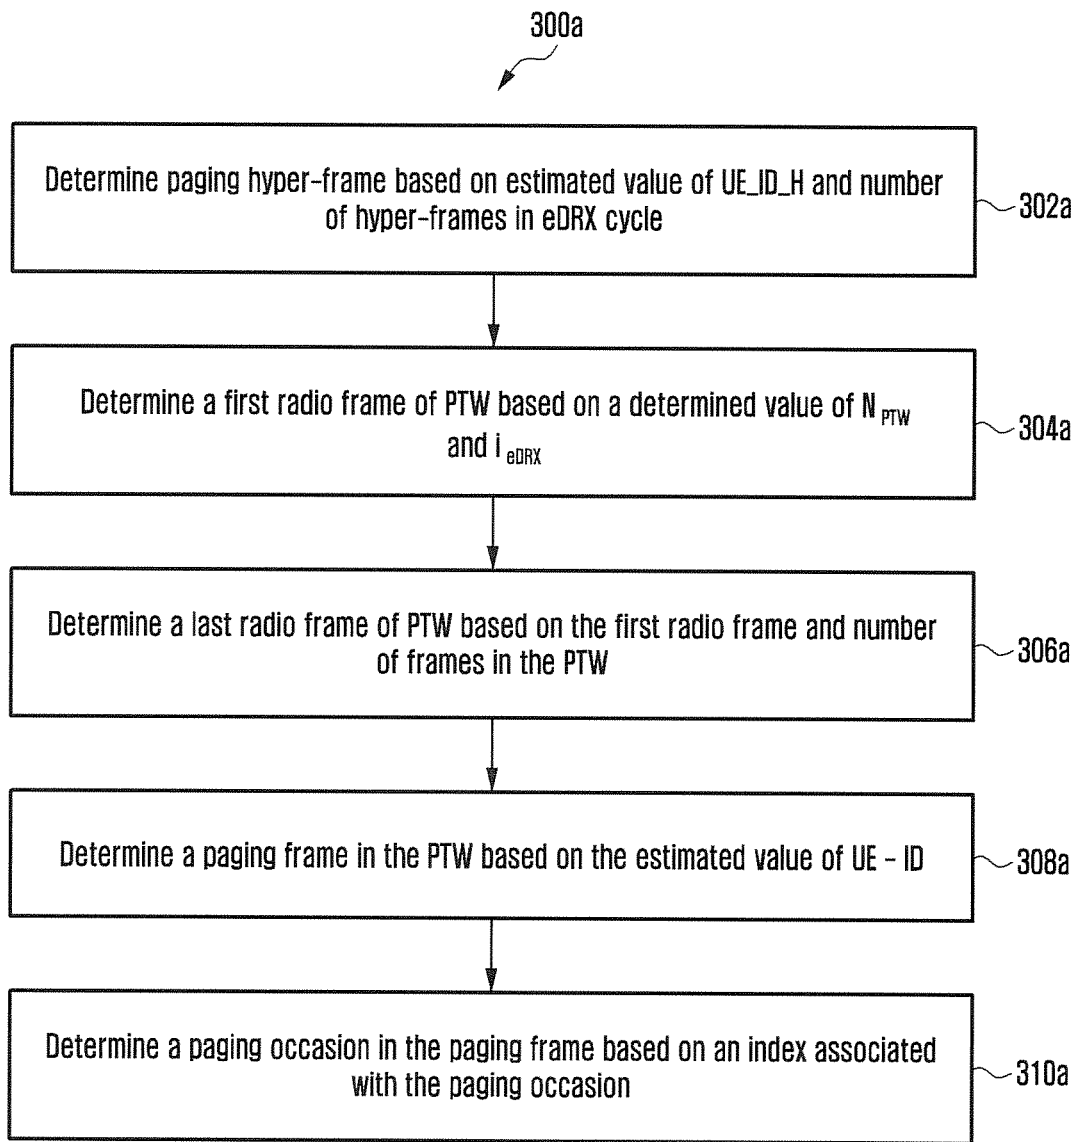 300a
Determine paging hyper-frame based on estimated value of UE_ID_H and number
of hyper-frames in eDRX cycle
302a
Determine a first radio frame of PTW based on a determined value of N PTW
and i eDRX
304a
Determine a last radio frame of PTW based on the first radio frame and number
of frames in the PTW
306a
Determine a paging frame in the PTW based on the estimated value of UE - ID
308a
Determine a paging occasion in the paging frame based on an index associated
with the paging occasion
310a